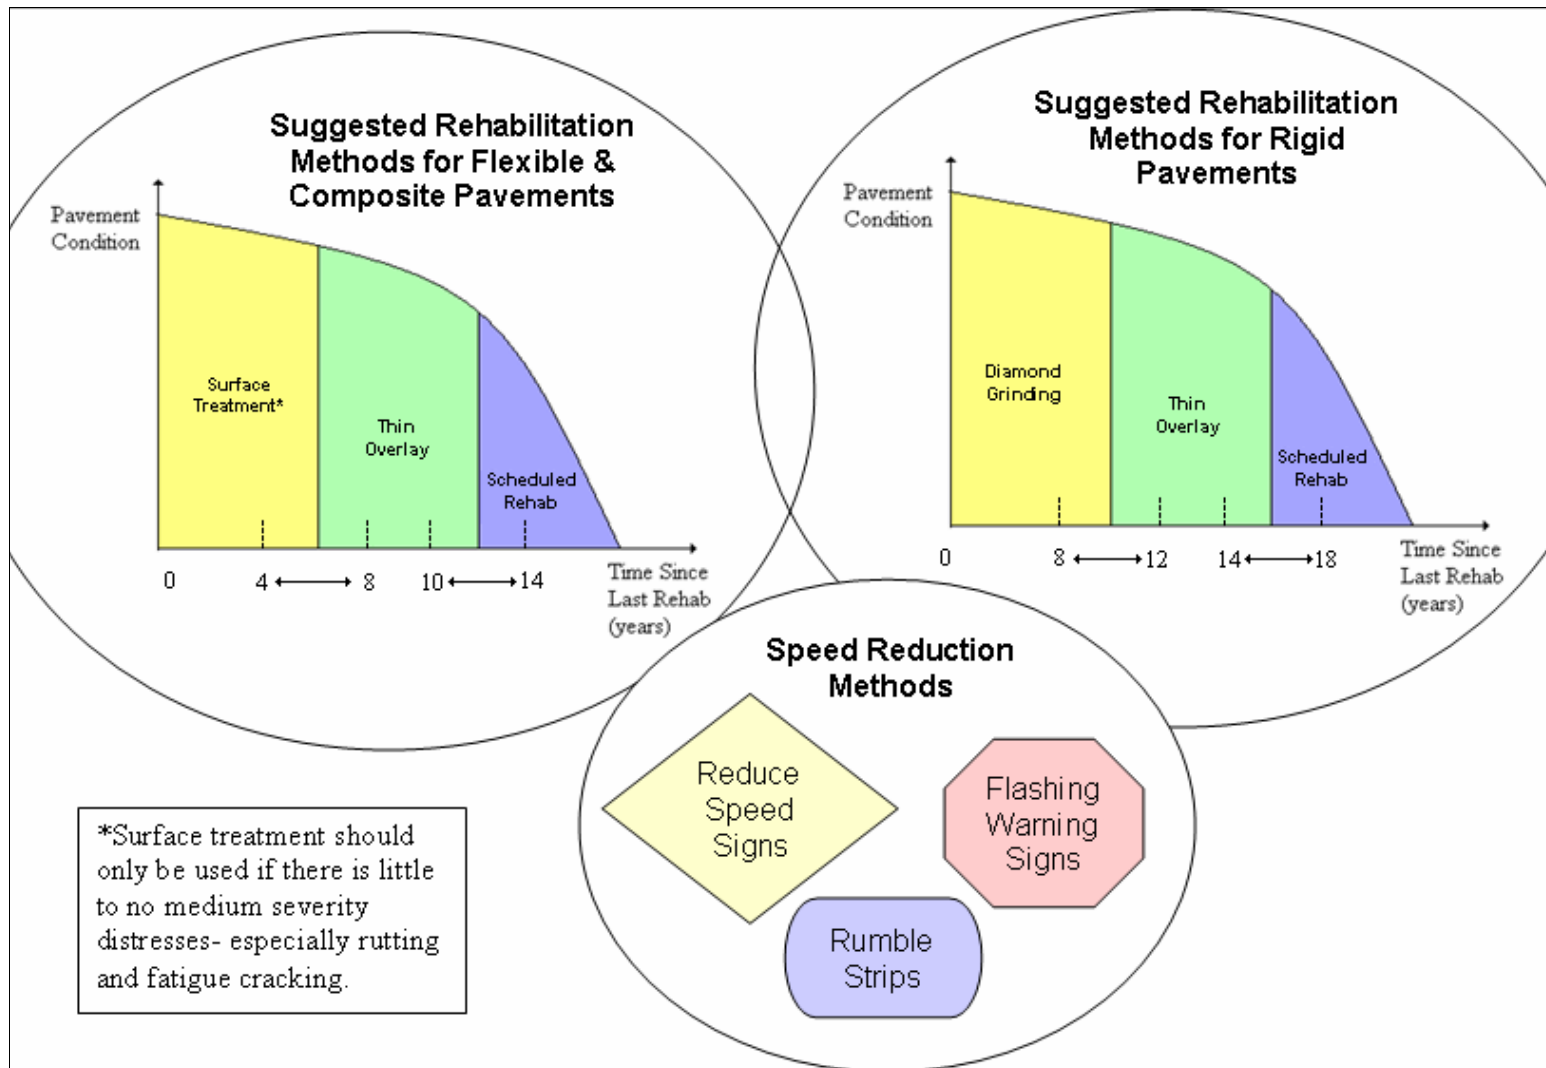 Suggested Rehabilitation
Methods for Flexible &
Composite Pavements
Pavement
Condition
Surface
Treatment*
Thin
Overlay
Scheduled
Rehab
0
4
8
10
14
Time Since
Last Rehab
(years)
Suggested Rehabilitation
Methods for Rigid
Pavements
Pavement
Condition
Diamond
Grinding
Thin
Overlay
Scheduled
Rehab
0
8
12
14
18
Time Since
Last Rehab
(years)
Speed Reduction
Methods
Reduce
Speed
Signs
Flashing
Warning
Signs
Rumble
Strips
*Surface treatment should
only be used if there is little
to no medium severity
distresses- especially rutting
and fatigue cracking.